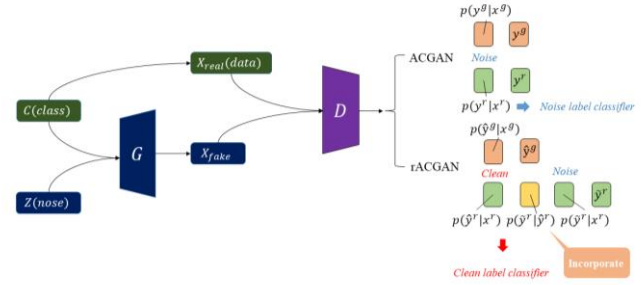 p(y^g|x^g)
y^g
ACGAN
Noise
X_real(data)
y^r
p(y^r|x^r)
Noise label classifier
C(class)
D
p(ŷ^g|x^g)
ŷ^g
G
X_fake
rACGAN
Clean
Noise
ỹ^r
Z(nose)
p(ŷ^r|x^r)
p(ỹ^r|ŷ^r)
p(ỹ^r|x^r)
Clean label classifier
Incorporate